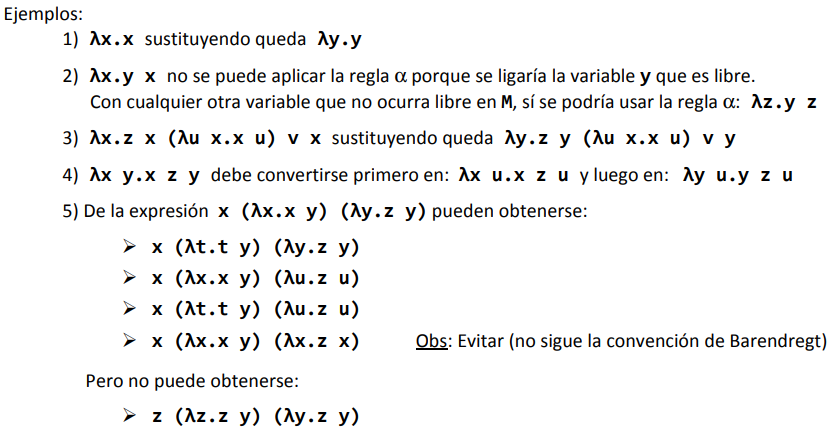 Ejemplos:
1) λx.x sustituyendo queda λy.y
2) λx.y x no se puede aplicar la regla α porque se ligaría la variable y que es libre.
Con cualquier otra variable que no ocurra libre en M, sí se podría usar la regla α: λz.y z
3) λx.z x (λu x.x u) v x sustituyendo queda λy.z y (λu x.x u) v y
4) λx y.x z y debe convertirse primero en: λx u.x z u y luego en: λy u.y z u
5) De la expresión x (λx.x y) (λy.z y) pueden obtenerse:
➢ x (λt.t y) (λy.z y)
➢ x (λx.x y) (λu.z u)
➢ x (λt.t y) (λu.z u)
➢ x (λx.x y) (λx.z x) Obs: Evitar (no sigue la convención de Barendregt)
Pero no puede obtenerse:
➢ z (λz.z y) (λy.z y)